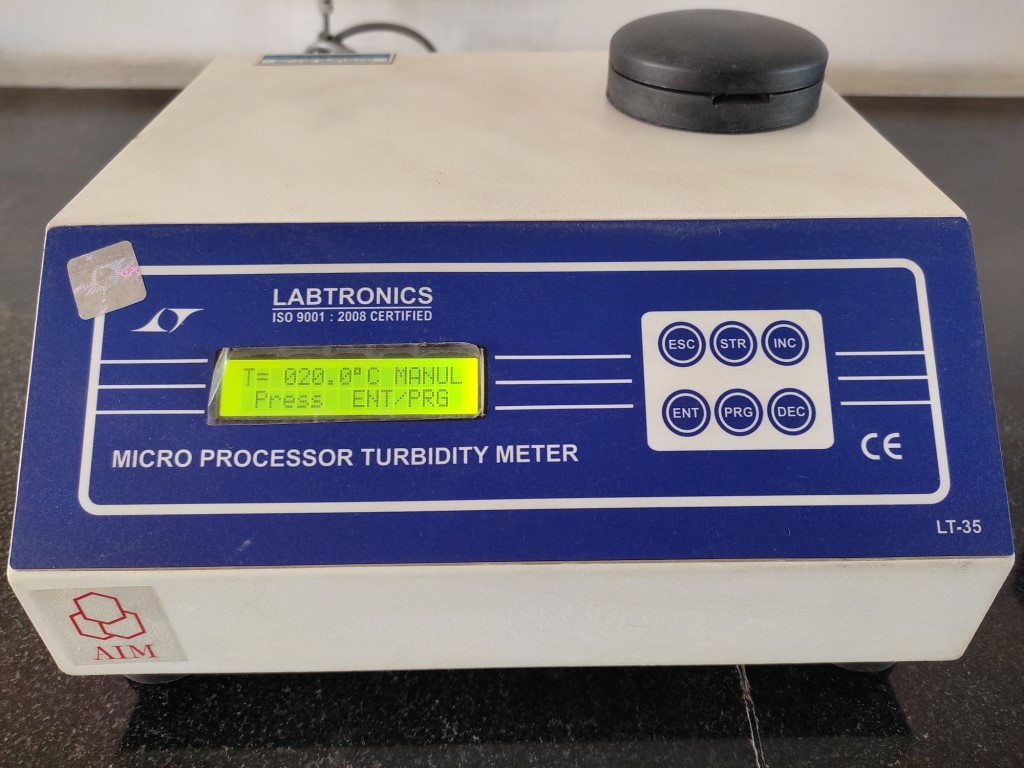 LABTRONICS
ISO 9001 : 2008 CERTIFIED
T= 020.0°C MANUL
Press ENT/PRG
ESC STR INC
ENT PRG DEC
MICRO PROCESSOR TURBIDITY METER
CE
LT-35
AIM